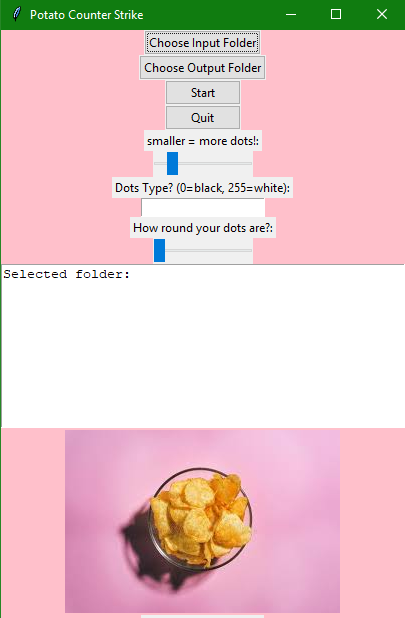 Potato Counter Strike
Choose Input Folder
Choose Output Folder
Start
Quit
smaller = more dots!:
Dots Type? (0=black, 255=white):
How round your dots are?:
Selected folder: